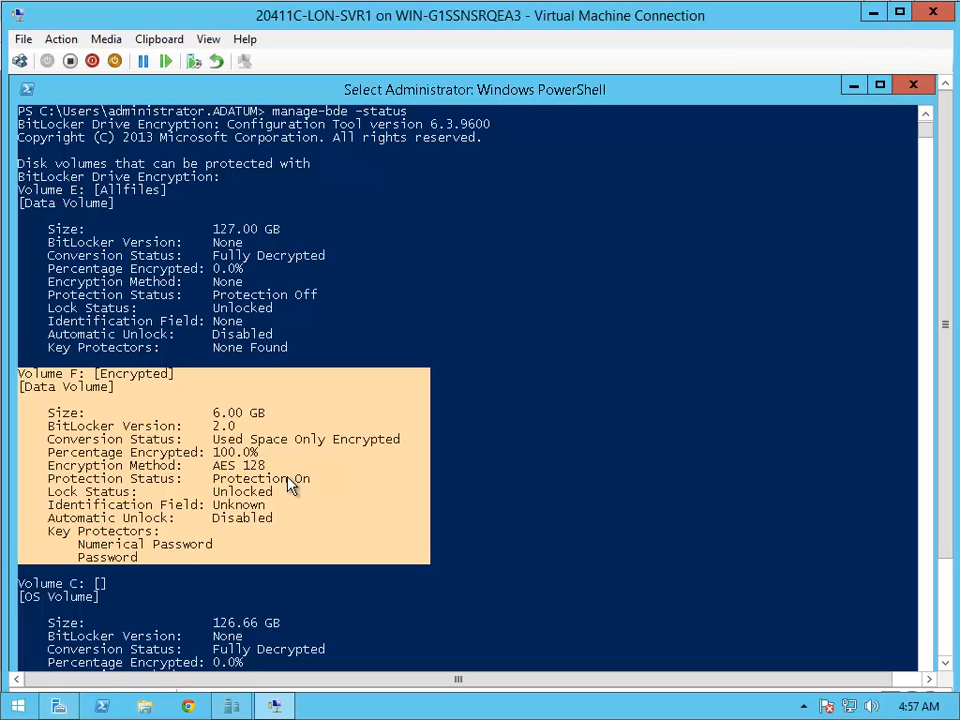 20411C-LON-SVR1 on WIN-G1SSNSRQEA3 - Virtual Machine Connection
File Action Media Clipboard View Help
Select Administrator: Windows PowerShell
PS C:\Users\administrator.ADATUM> manage-bde -status
BitLocker Drive Encryption: Configuration Tool version 6.3.9600
Copyright (C) 2013 Microsoft Corporation. All rights reserved.
Disk volumes that can be protected with
BitLocker Drive Encryption:
Volume E: [Allfiles]
[Data Volume]
Size: 127.00 GB
BitLocker Version: None
Conversion Status: Fully Decrypted
Percentage Encrypted: 0.0%
Encryption Method: None
Protection Status: Protection Off
Lock Status: Unlocked
Identification Field: None
Automatic Unlock: Disabled
Key Protectors: None Found
Volume F: [Encrypted]
[Data Volume]
Size: 6.00 GB
BitLocker Version: 2.0
Conversion Status: Used Space Only Encrypted
Percentage Encrypted: 100.0%
Encryption Method: AES 128
Protection Status: Protection On
Lock Status: Unlocked
Identification Field: Unknown
Automatic Unlock: Disabled
Key Protectors:
Numerical Password
Password
Volume C: []
[OS Volume]
Size: 126.66 GB
BitLocker Version: None
Conversion Status: Fully Decrypted
Percentage Encrypted: 0.0%
4:57 AM